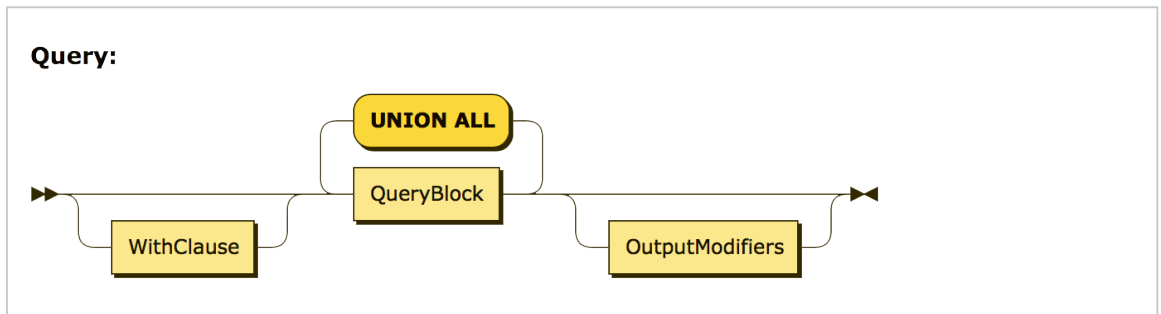 Query:
UNION ALL
QueryBlock
WithClause
OutputModifiers